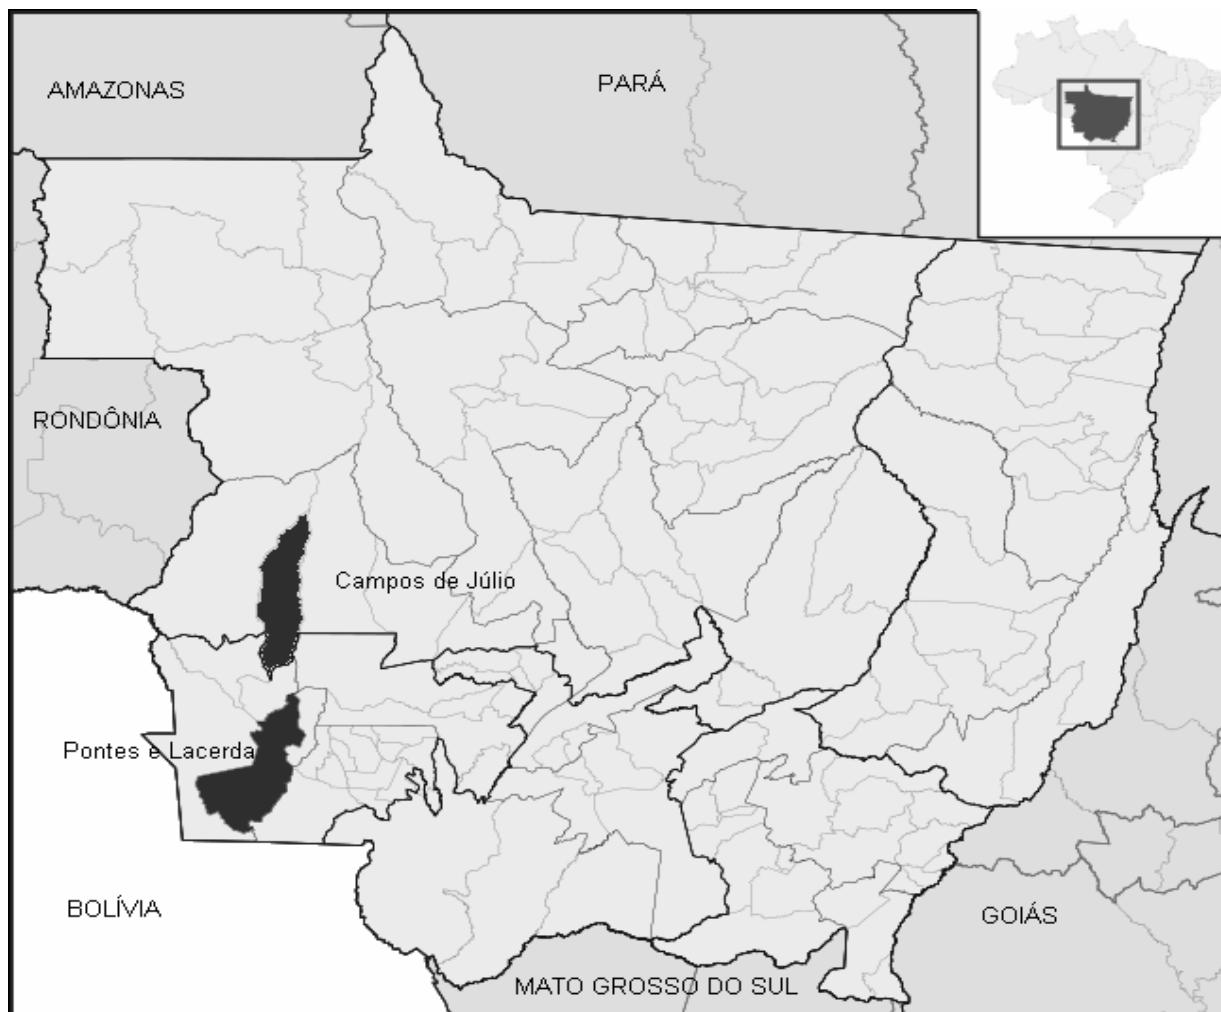 PARÁ
AMAZONAS
RONDÔNIA
Campos de Júlio
Pontes e Lacerda
BOLÍVIA
GOIÁS
MATO GROSSO DO SUL